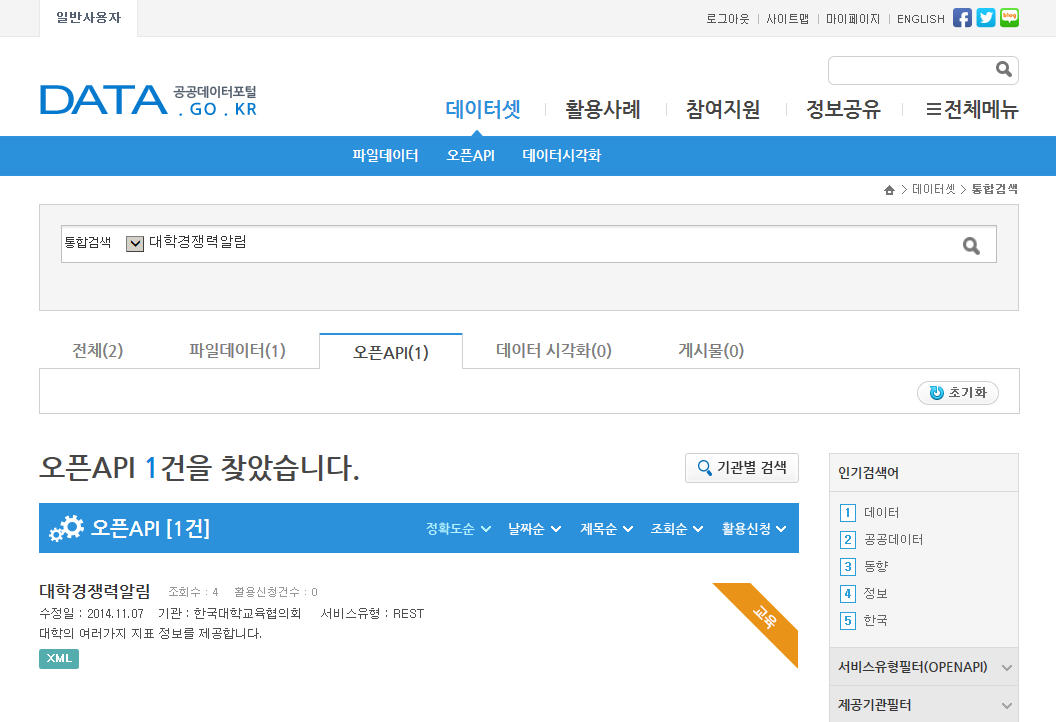 일반사용자
로그아웃 사이트맵 마이페이지 ENGLISH
DATA 공공데이터포털
. GO . KR
데이터셋 활용사례 참여지원 정보공유 전체메뉴
파일데이터 오픈API 데이터시각화
데이터셋 > 통합검색
통합검색 대학경쟁력알림
전체(2) 파일데이터(1) 오픈API(1) 데이터 시각화(0) 게시물(0)
초기화
오픈API 1건을 찾았습니다.
기관별 검색
오픈API [1건] 정확도순 날짜순 제목순 조회순 활용신청
대학경쟁력알림 조회수 : 4 활용신청건수 : 0
수정일 : 2014.11.07 기관 : 한국대학교육협의회 서비스유형 : REST
대학의 여러가지 지표 정보를 제공합니다.
XML
교육
인기검색어
1 데이터
2 공공데이터
3 동향
4 정보
5 한국
서비스유형필터(OPENAPI)
제공기관필터